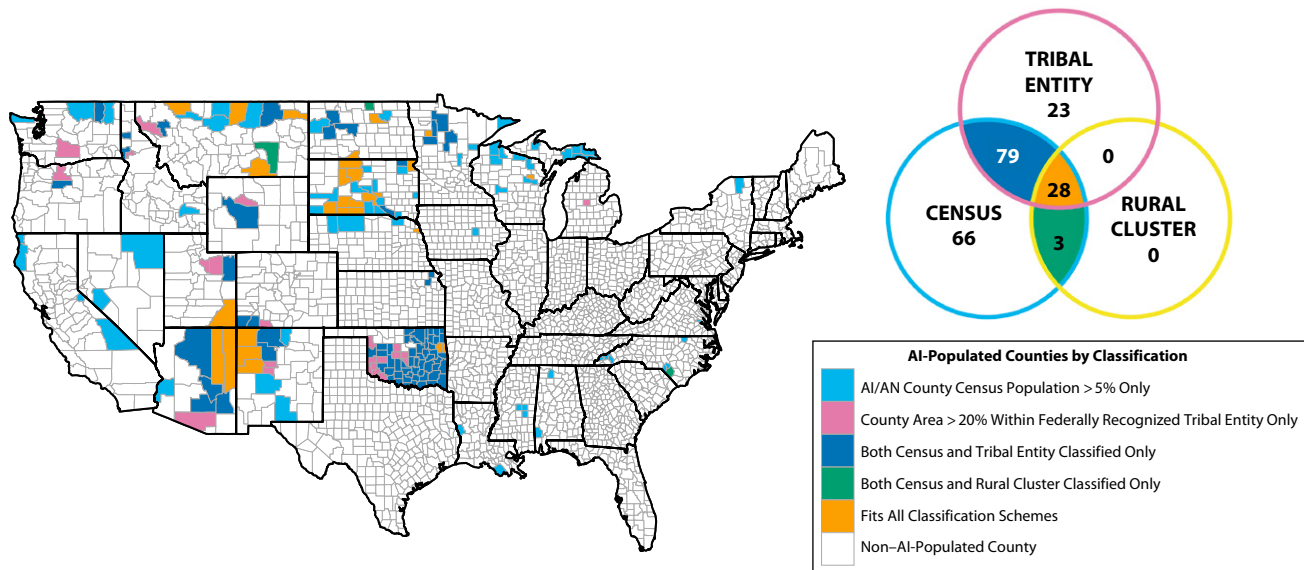 TRIBAL
ENTITY
23
79
0
28
CENSUS
66
RURAL
CLUSTER
0
3
AI-Populated Counties by Classification
AI/AN County Census Population > 5% Only
County Area > 20% Within Federally Recognized Tribal Entity Only
Both Census and Tribal Entity Classified Only
Both Census and Rural Cluster Classified Only
Fits All Classification Schemes
Non–AI-Populated County